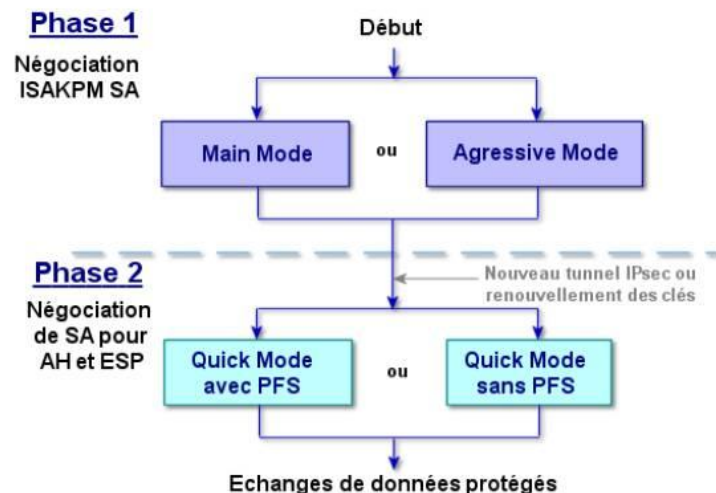 Phase 1
Début
Négociation
ISAKPM SA
Main Mode
ou
Agressive Mode
Phase 2
Nouveau tunnel IPsec ou
renouvellement des clés
Négociation
de SA pour
AH et ESP
Quick Mode
avec PFS
ou
Quick Mode
sans PFS
Echanges de données protégés